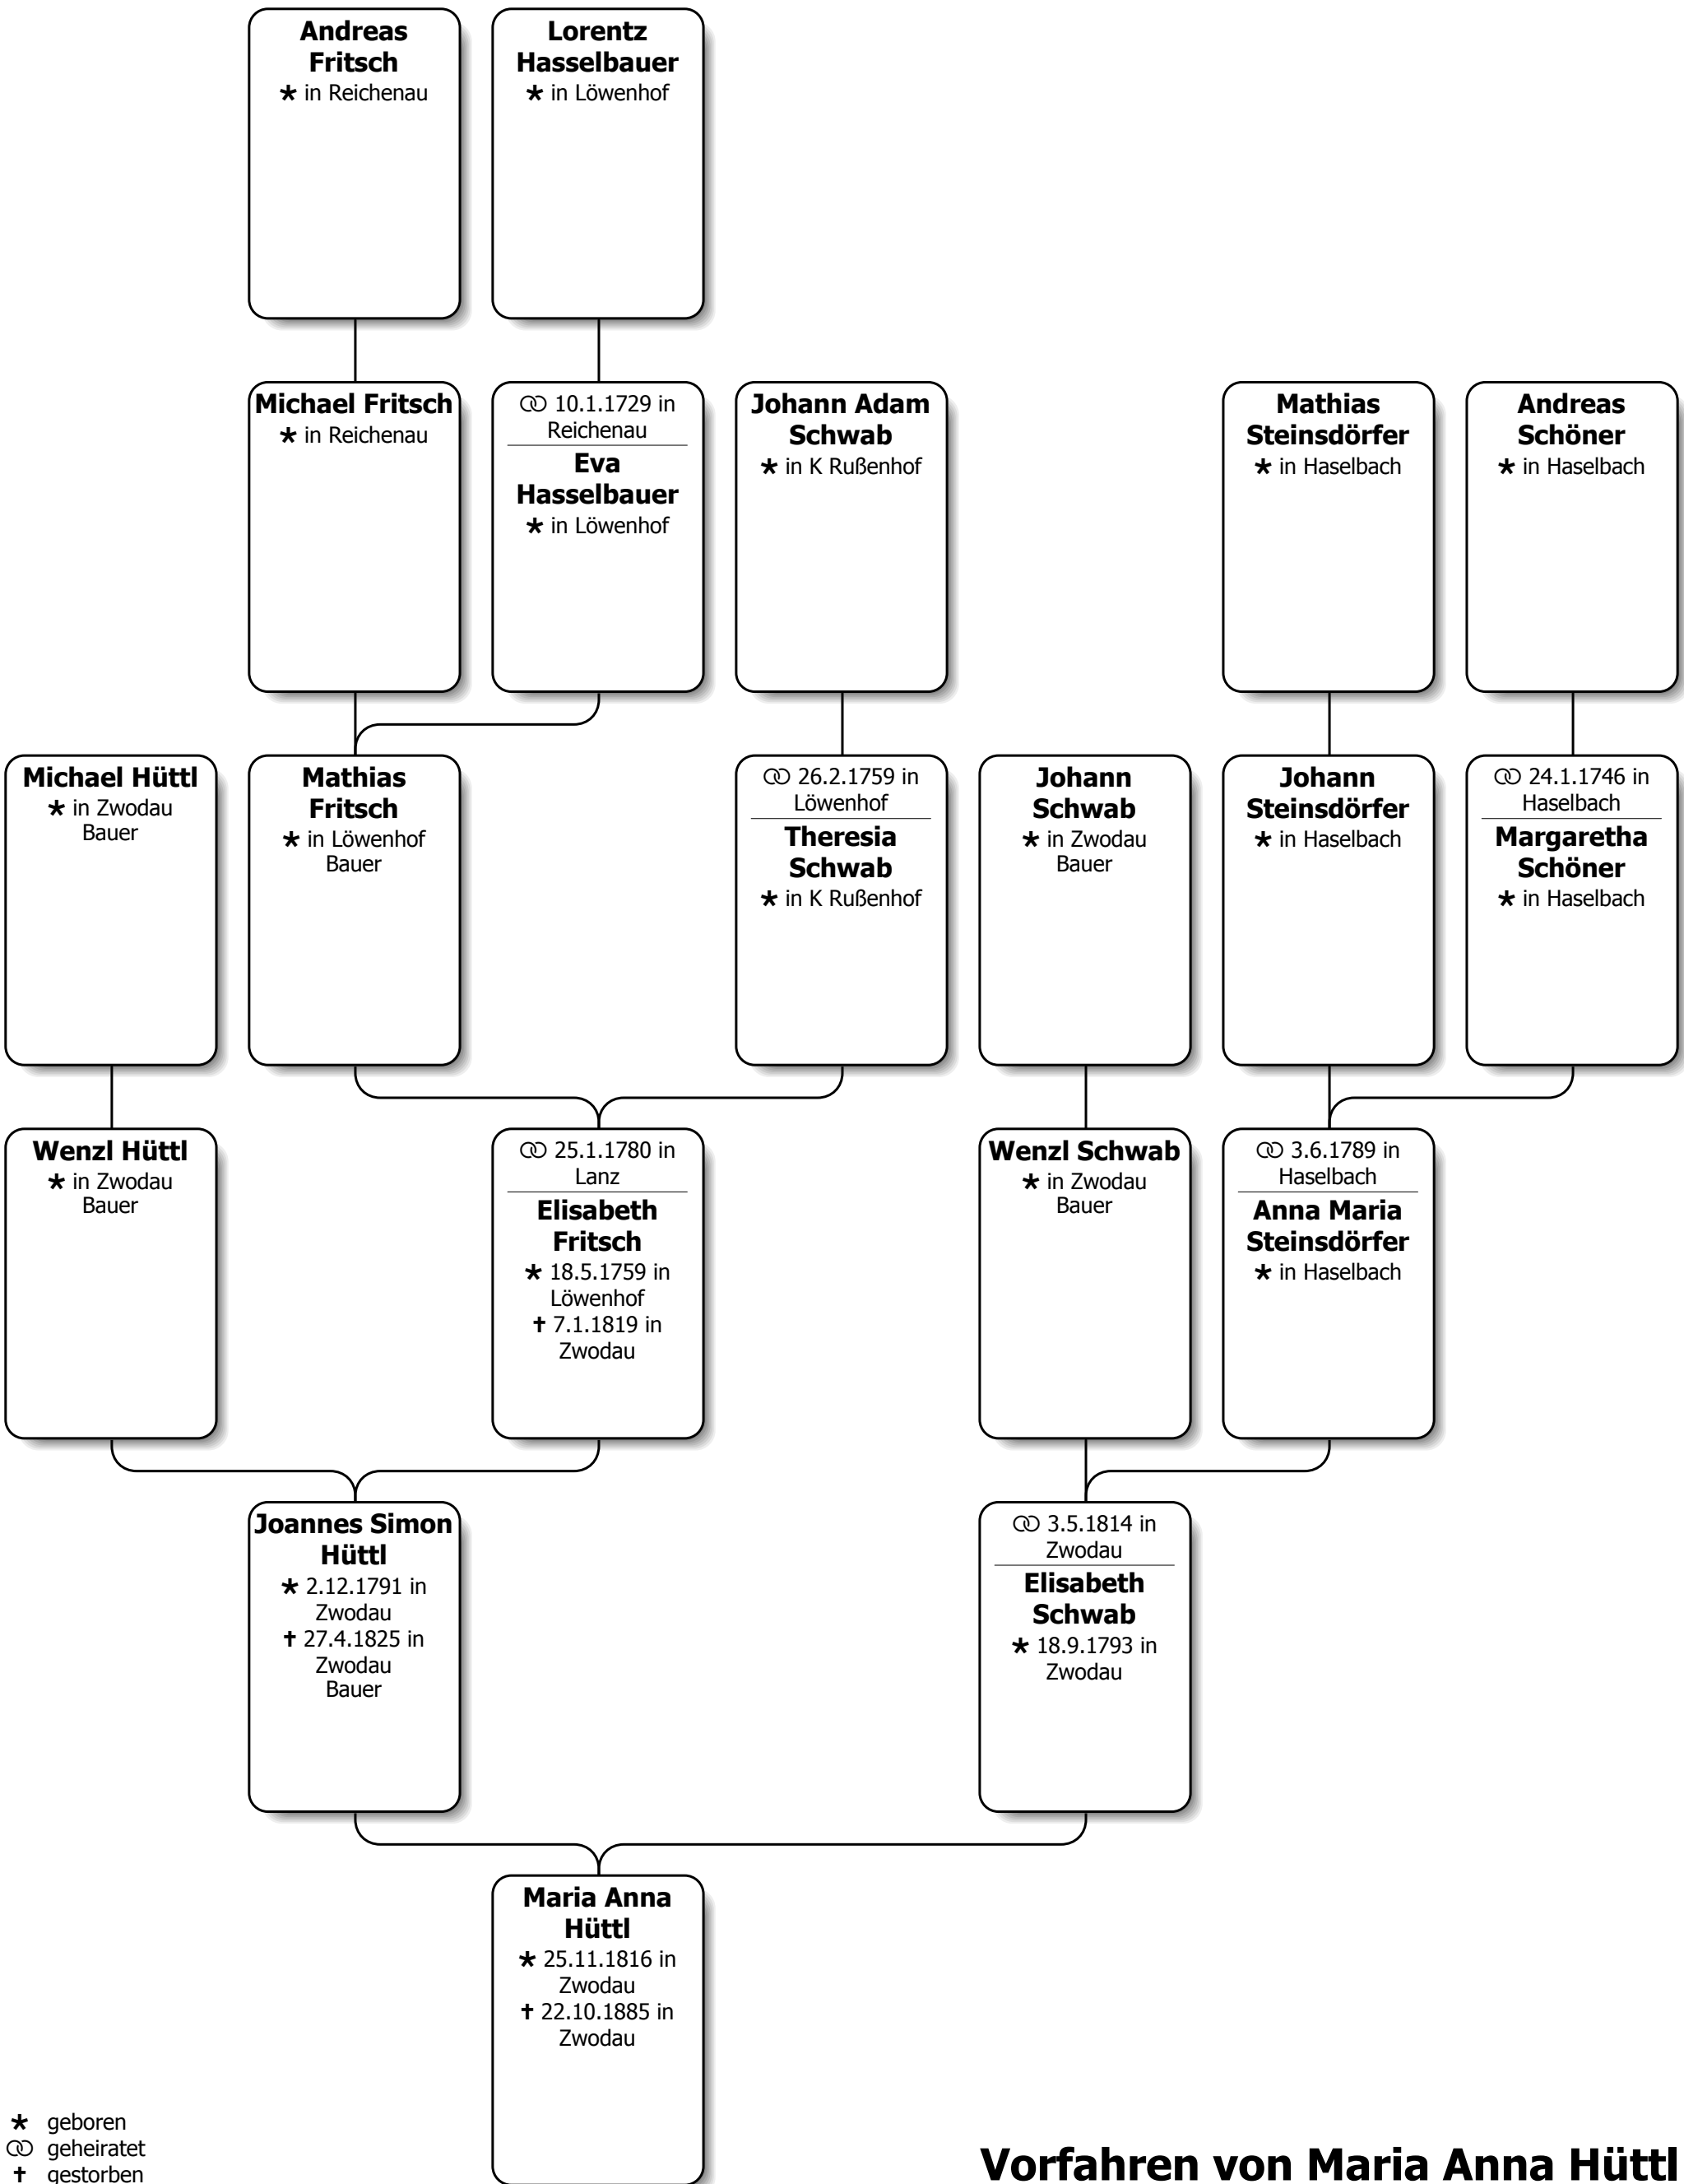 Andreas
Fritsch
★ in Reichenau
Lorentz
Hasselbauer
★ in Löwenhof
Michael Fritsch
★ in Reichenau
⚭ 10.1.1729 in
Reichenau
Eva
Hasselbauer
★ in Löwenhof
Johann Adam
Schwab
★ in K Rußenhof
Mathias
Steinsdörfer
★ in Haselbach
Andreas
Schöner
★ in Haselbach
Michael Hüttl
★ in Zwodau
Bauer
Mathias
Fritsch
★ in Löwenhof
Bauer
⚭ 26.2.1759 in
Löwenhof
Theresia
Schwab
★ in K Rußenhof
Johann
Schwab
★ in Zwodau
Bauer
Johann
Steinsdörfer
★ in Haselbach
⚭ 24.1.1746 in
Haselbach
Margaretha
Schöner
★ in Haselbach
Wenzl Hüttl
★ in Zwodau
Bauer
⚭ 25.1.1780 in
Lanz
Elisabeth
Fritsch
★ 18.5.1759 in
Löwenhof
✝ 7.1.1819 in
Zwodau
Wenzl Schwab
★ in Zwodau
Bauer
⚭ 3.6.1789 in
Haselbach
Anna Maria
Steinsdörfer
★ in Haselbach
Joannes Simon
Hüttl
★ 2.12.1791 in
Zwodau
✝ 27.4.1825 in
Zwodau
Bauer
⚭ 3.5.1814 in
Zwodau
Elisabeth
Schwab
★ 18.9.1793 in
Zwodau
Maria Anna
Hüttl
★ 25.11.1816 in
Zwodau
✝ 22.10.1885 in
Zwodau
★ geboren
⚭ geheiratet
✝ gestorben
Vorfahren von Maria Anna Hüttl